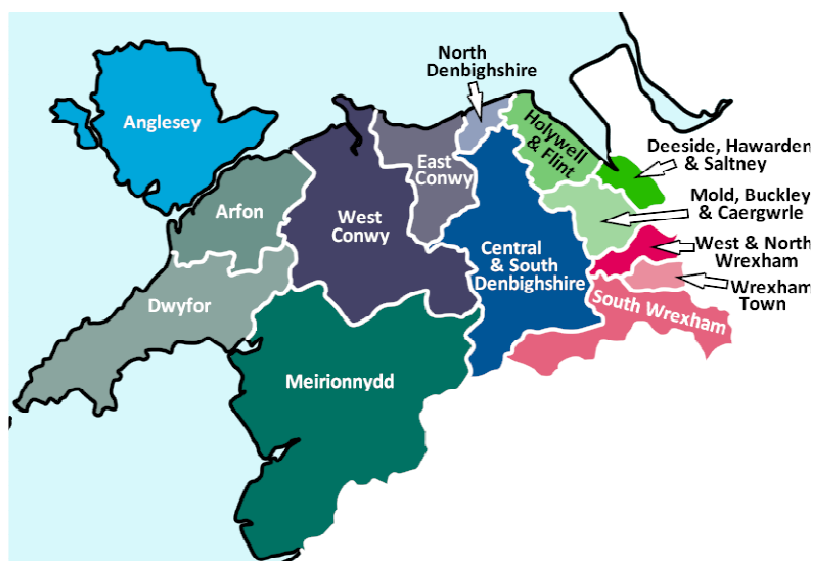 North
Denbighshire
Anglesey
Holywell
& Flint
Deeside, Hawarden
& Saltney
East
Conwy
Mold, Buckley
& Caergwrle
Arfon
West
Conwy
West & North
Wrexham
Central
& South
Denbighshire
Wrexham
Town
Dwyfor
South Wrexham
Meirionnydd